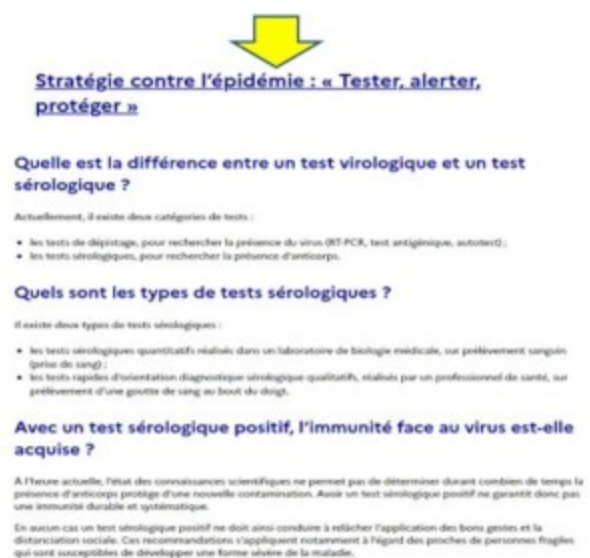 Stratégie contre l'épidémie : « Tester, alerter,
protéger »
Quelle est la différence entre un test virologique et un test
sérologique ?
Actuellement, il existe deux catégories de tests :
• les tests de dépistage, pour rechercher la présence du virus (RT-PCR, test antigénique, autotest) ;
• les tests sérologiques, pour rechercher la présence d'anticorps.
Quels sont les types de tests sérologiques ?
Il existe deux types de tests sérologiques :
• les tests sérologiques quantitatifs réalisés dans un laboratoire de biologie médicale, sur prélèvement sanguin
(prise de sang) ;
• les tests rapides d'orientation diagnostique sérologique qualitatifs, réalisés par un professionnel de santé, sur
prélèvement d'une goutte de sang au bout du doigt.
Avec un test sérologique positif, l'immunité face au virus est-elle
acquise ?
À l'heure actuelle, l'état des connaissances scientifiques ne permet pas de déterminer durant combien de temps la
présence d'anticorps protège d'une nouvelle contamination. Avoir un test sérologique positif ne garantit donc pas
une immunité durable et systématique.
En aucun cas un test sérologique positif ne doit ainsi conduire à relâcher l'application des bons gestes et la
distanciation sociale. Ces recommandations s'appliquent notamment à l'égard des proches de personnes fragiles
qui sont susceptibles de développer une forme sévère de la maladie.